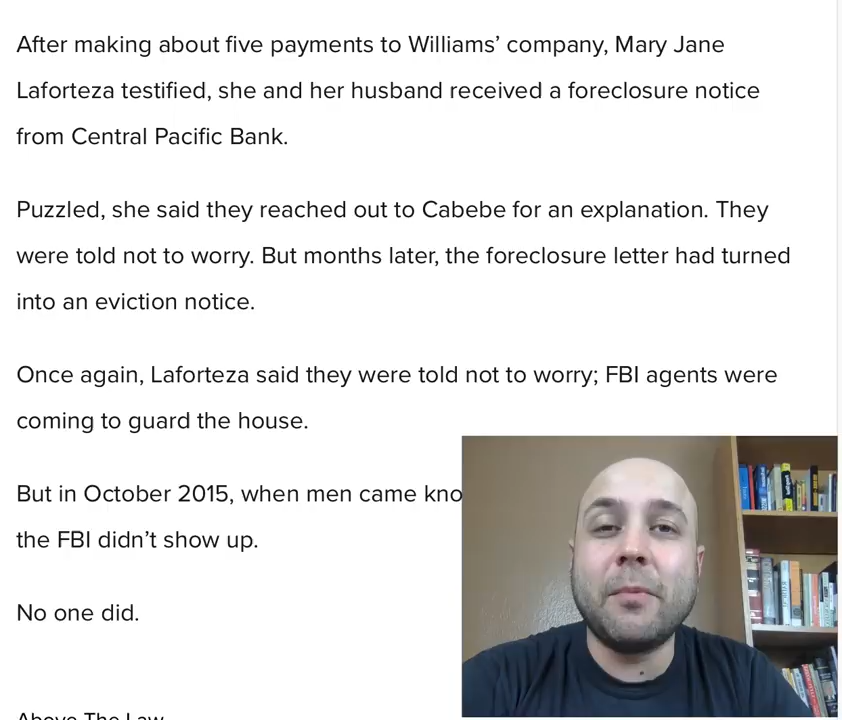 After making about five payments to Williams’ company, Mary Jane
Laforteza testified, she and her husband received a foreclosure notice
from Central Pacific Bank.
Puzzled, she said they reached out to Cabebe for an explanation. They
were told not to worry. But months later, the foreclosure letter had turned
into an eviction notice.
Once again, Laforteza said they were told not to worry; FBI agents were
coming to guard the house.
But in October 2015, when men came kno
the FBI didn’t show up.
No one did.
Above The Law